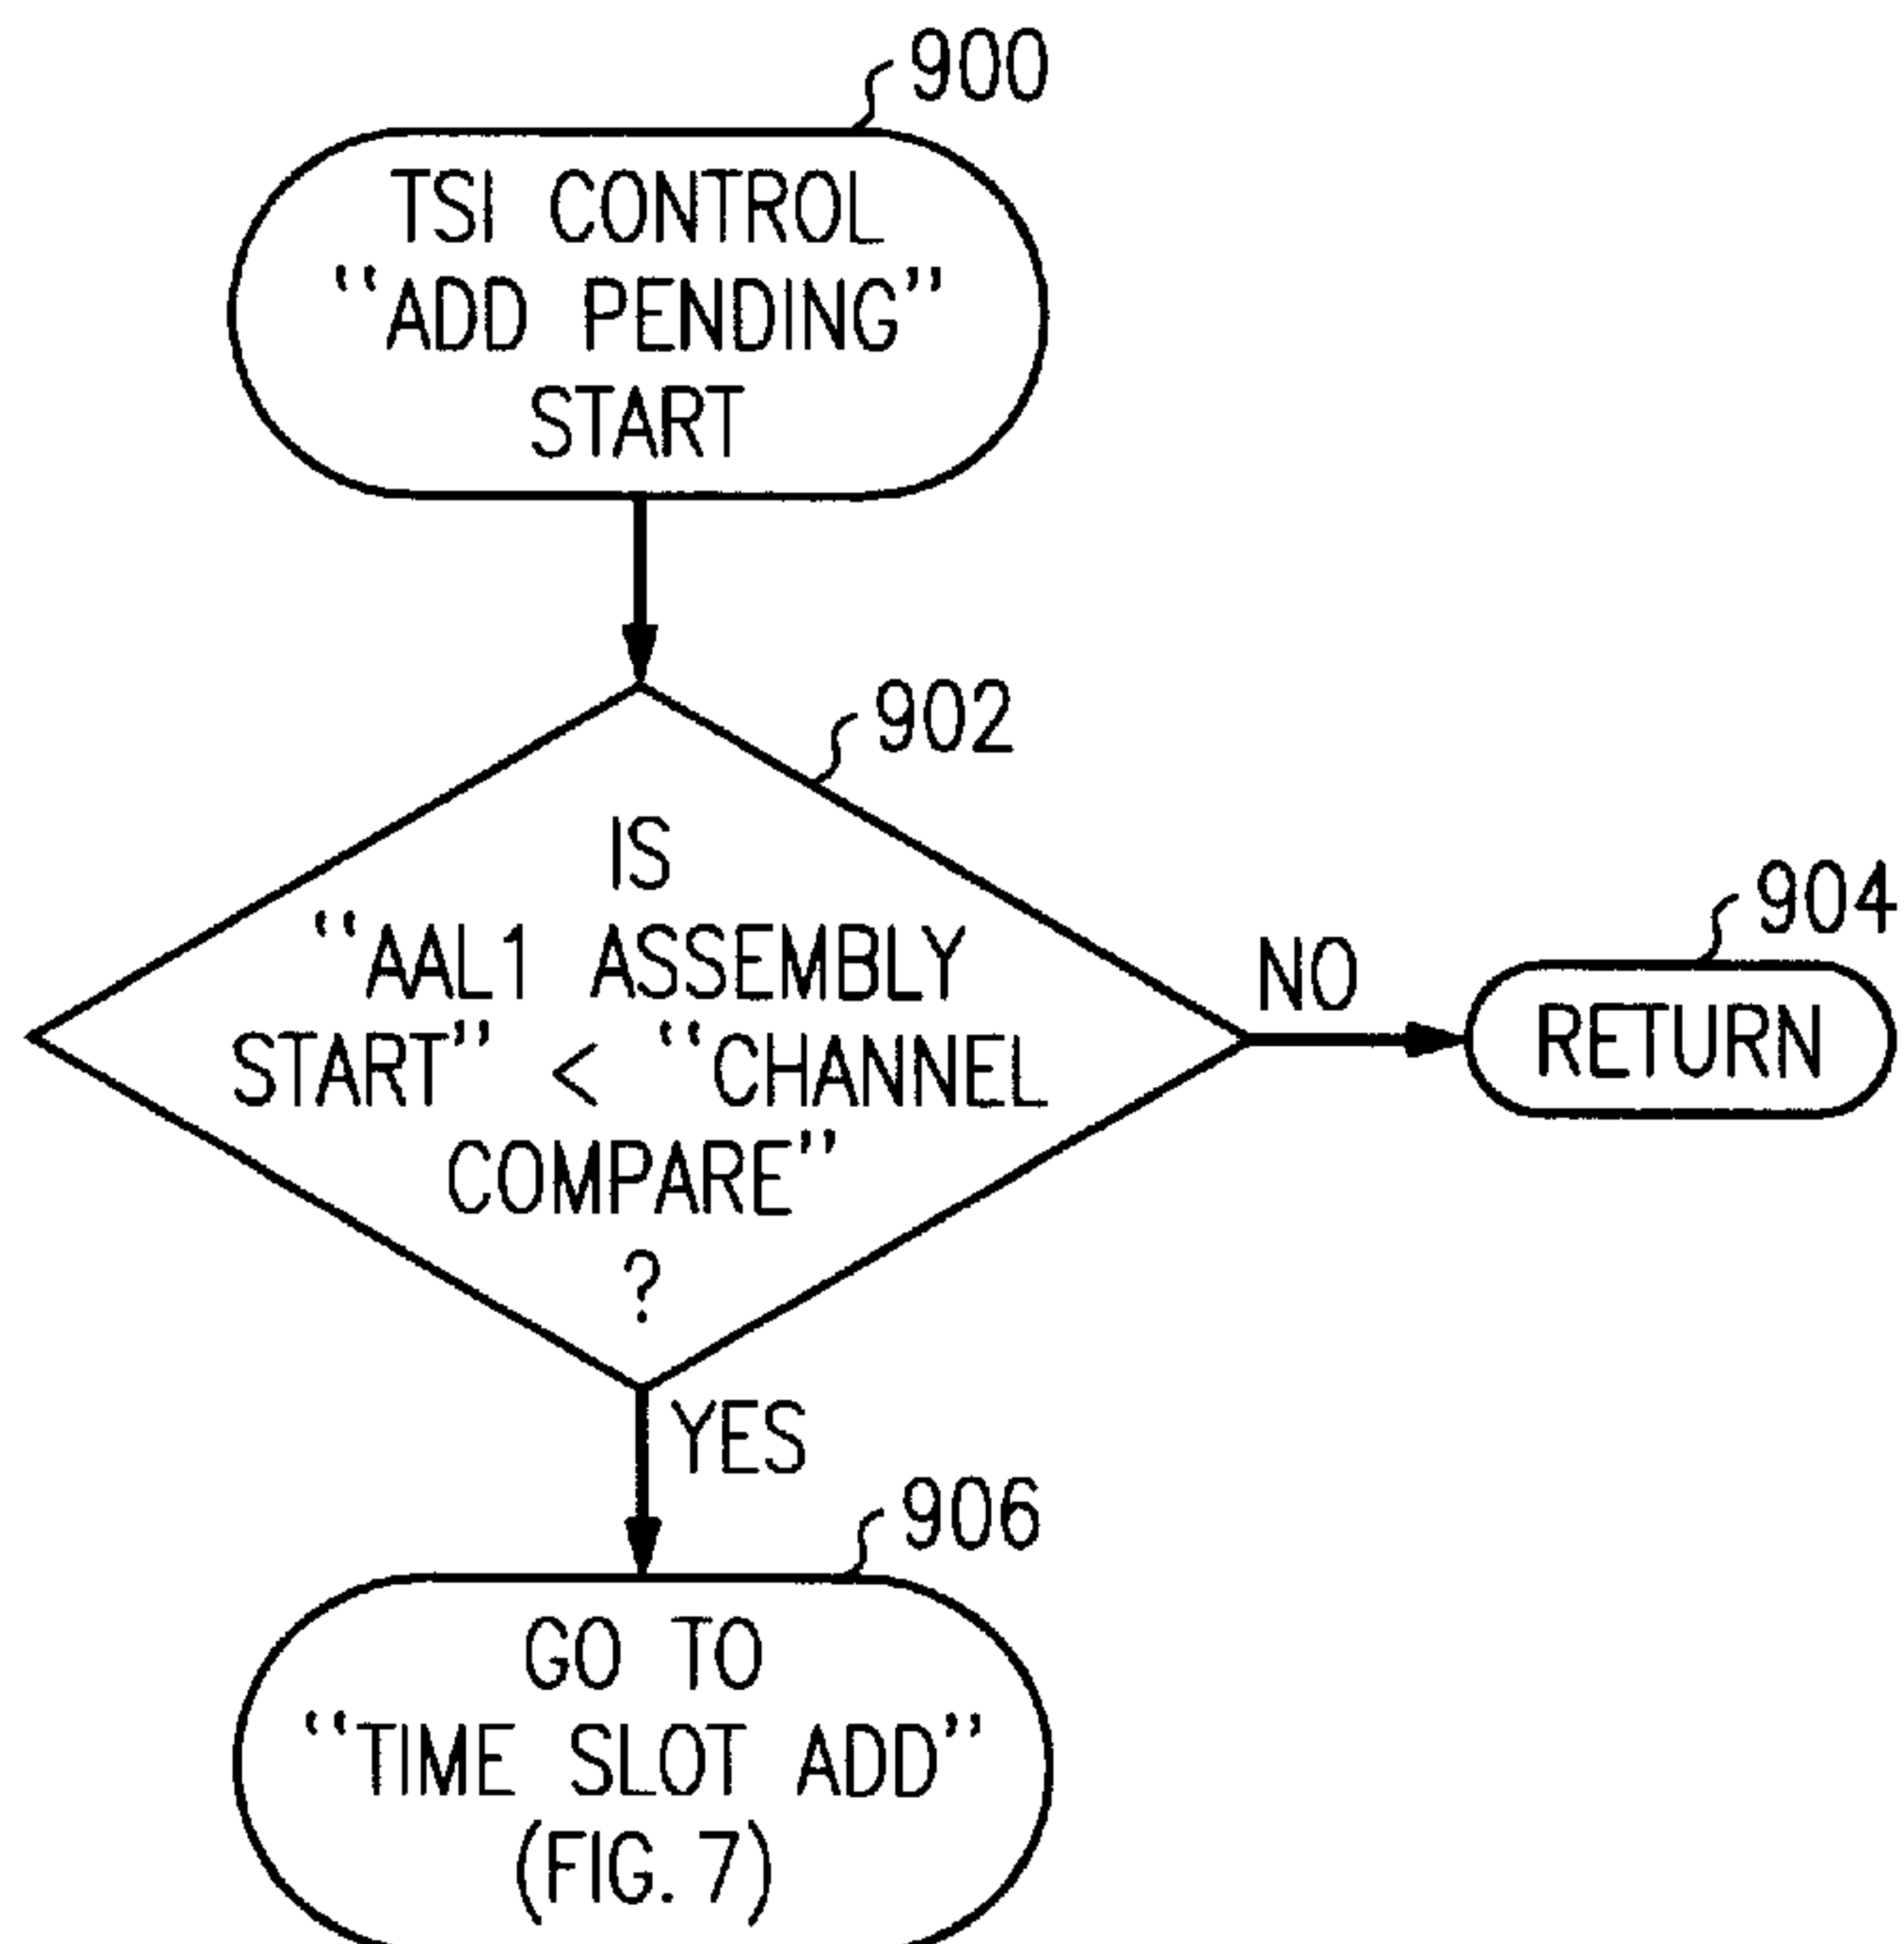 900
TSI CONTROL
“ADD PENDING”
START
902
IS
“AAL1 ASSEMBLY
START” < “CHANNEL
COMPARE”
?
NO
904
RETURN
YES
906
GO TO
“TIME SLOT ADD”
(FIG. 7)